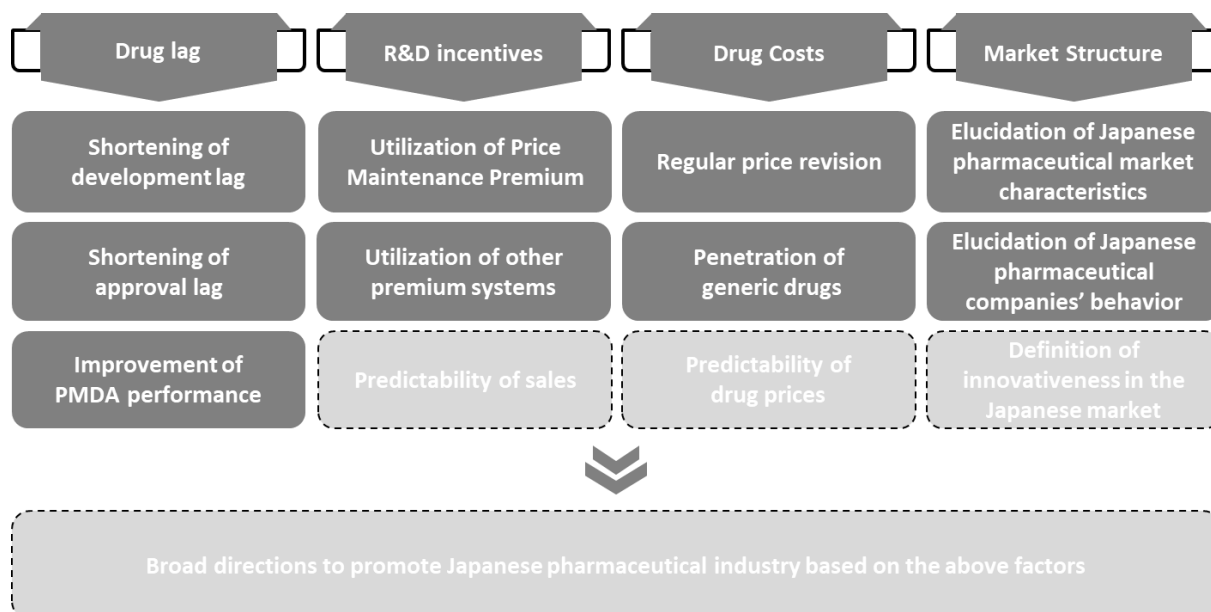 Drug lag
R&D incentives
Drug Costs
Market Structure
Shortening of
development lag
Utilization of Price
Maintenance Premium
Regular price revision
Elucidation of Japanese
pharmaceutical market
characteristics
Shortening of
approval lag
Utilization of other
premium systems
Penetration of
generic drugs
Elucidation of Japanese
pharmaceutical
companies’ behavior
Improvement of
PMDA performance
Predictability of sales
Predictability of
drug prices
Definition of
innovativeness in the
Japanese market
Broad directions to promote Japanese pharmaceutical industry based on the above factors